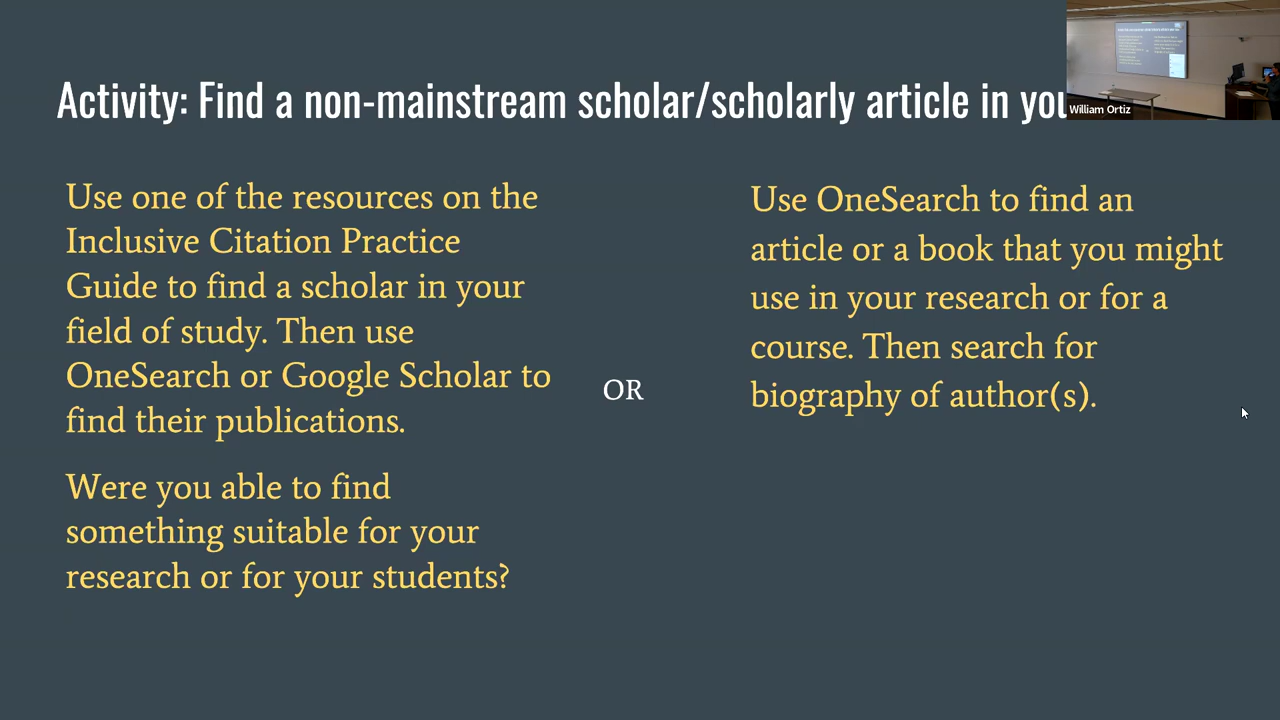 Activity: Find a non-mainstream scholar/scholarly article in
William Ortiz
Use one of the resources on the
Inclusive Citation Practice
Guide to find a scholar in your
field of study. Then use
OneSearch or Google Scholar to
find their publications.
Were you able to find
something suitable for your
research or for your students?
OR
Use OneSearch to find an
article or a book that you might
use in your research or for a
course. Then search for
biography of author(s).